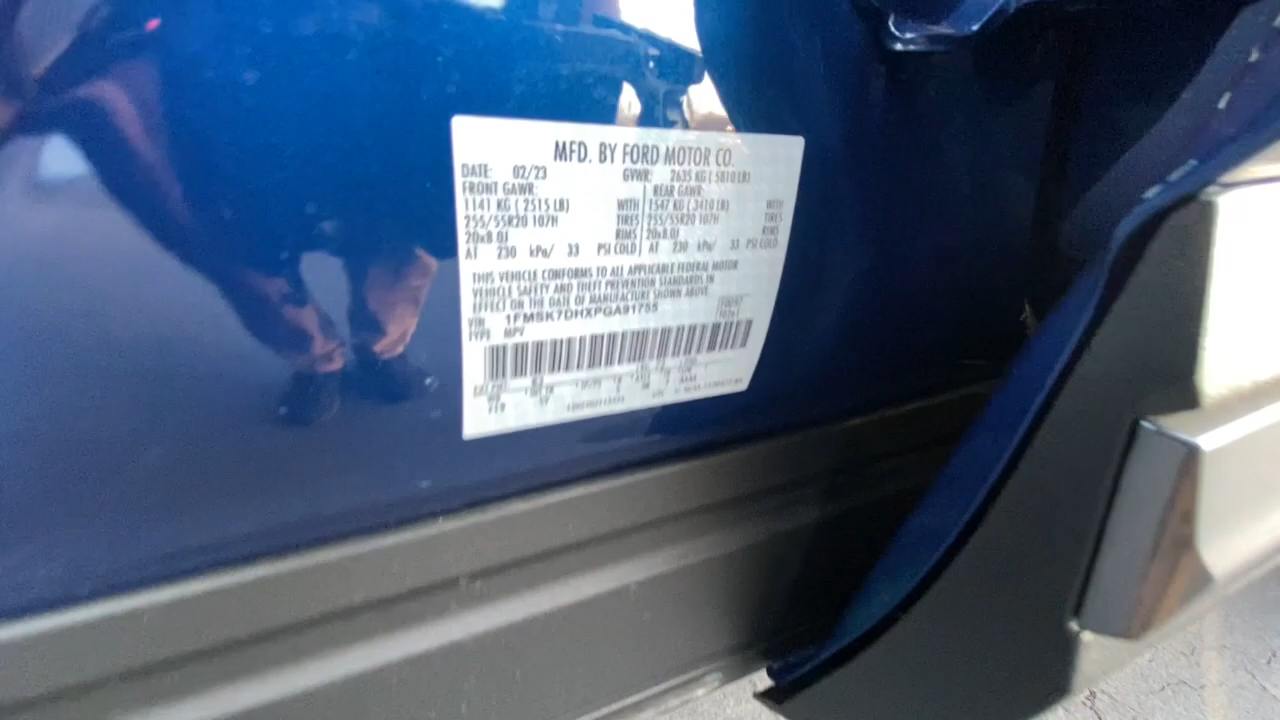 MFD. BY FORD MOTOR CO.
DATE: 02/23 GVWR: 2635 KG ( 5810 LB)
FRONT GAWR: REAR GAWR:
1141 KG ( 2515 LB) WITH 1547 KG ( 3410 LB) WITH
255/55R20 107H TIRES 255/55R20 107H TIRES
20x8.0J RIMS 20x8.0J RIMS
AT 230 kPa/ 33 PSI COLD AT 230 kPa/ 33 PSI COLD
THIS VEHICLE CONFORMS TO ALL APPLICABLE FEDERAL MOTOR
VEHICLE SAFETY AND THEFT PREVENTION STANDARDS IN
EFFECT ON THE DATE OF MANUFACTURE SHOWN ABOVE
VIN 1FMSK7DHXPGA91755
TYPE MPV